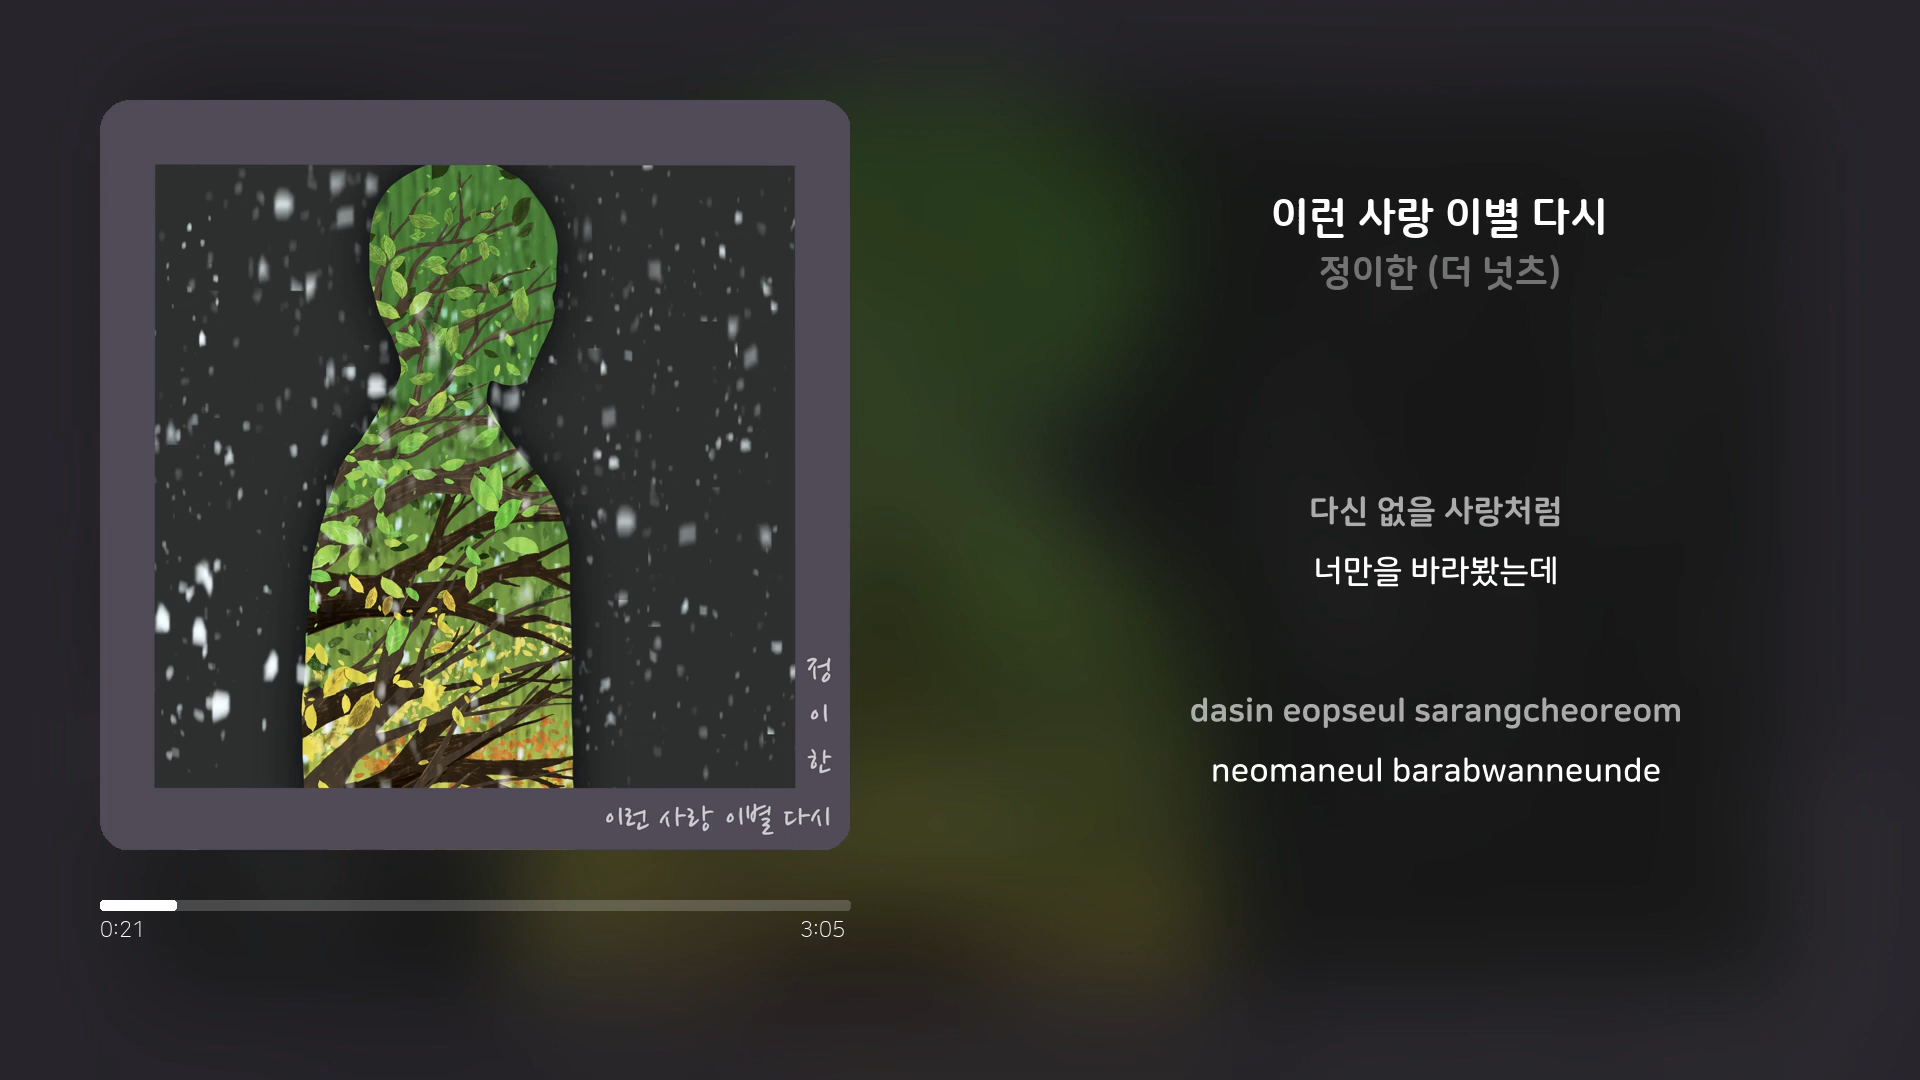 이런 사랑 이별 다시
정이한 (더 넛츠)
다신 없을 사랑처럼
너만을 바라봤는데
dasin eopseul sarangcheoreom
neomaneul barabwanneunde
정
이
한
이런 사랑 이별 다시
0:21
3:05